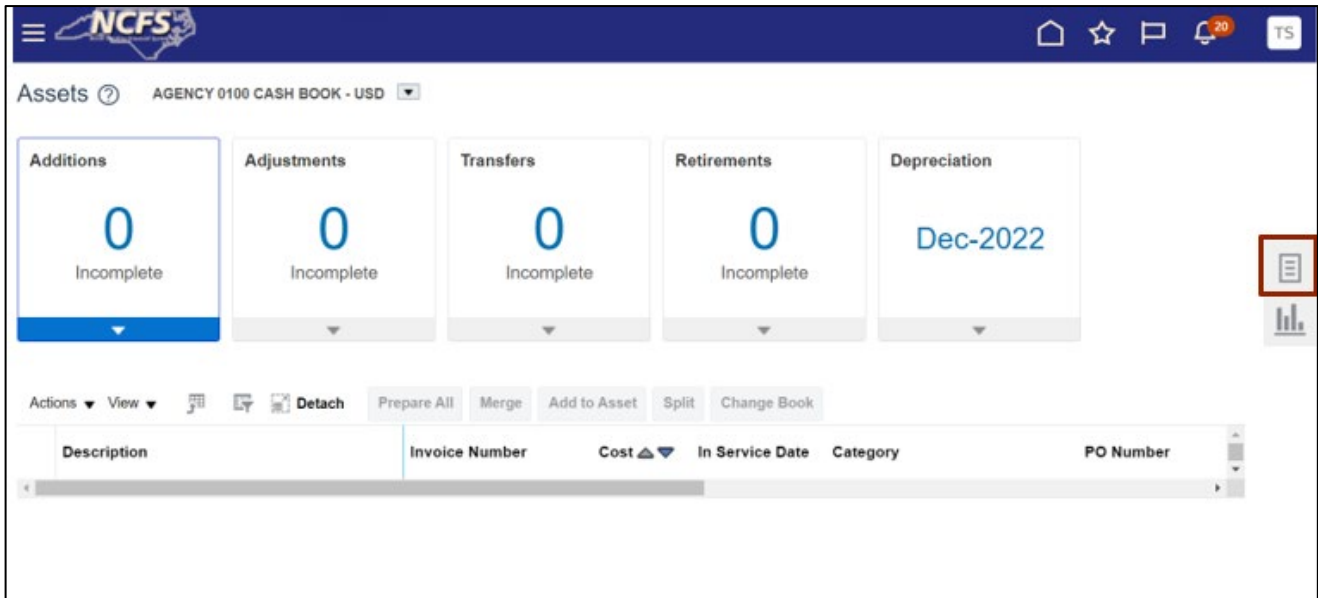 NCFS
20
TS
Assets AGENCY 0100 CASH BOOK - USD
Additions
0
Incomplete
Adjustments
0
Incomplete
Transfers
0
Incomplete
Retirements
0
Incomplete
Depreciation
Dec-2022
Actions View Detach Prepare All Merge Add to Asset Split Change Book
Description Invoice Number Cost In Service Date Category PO Number